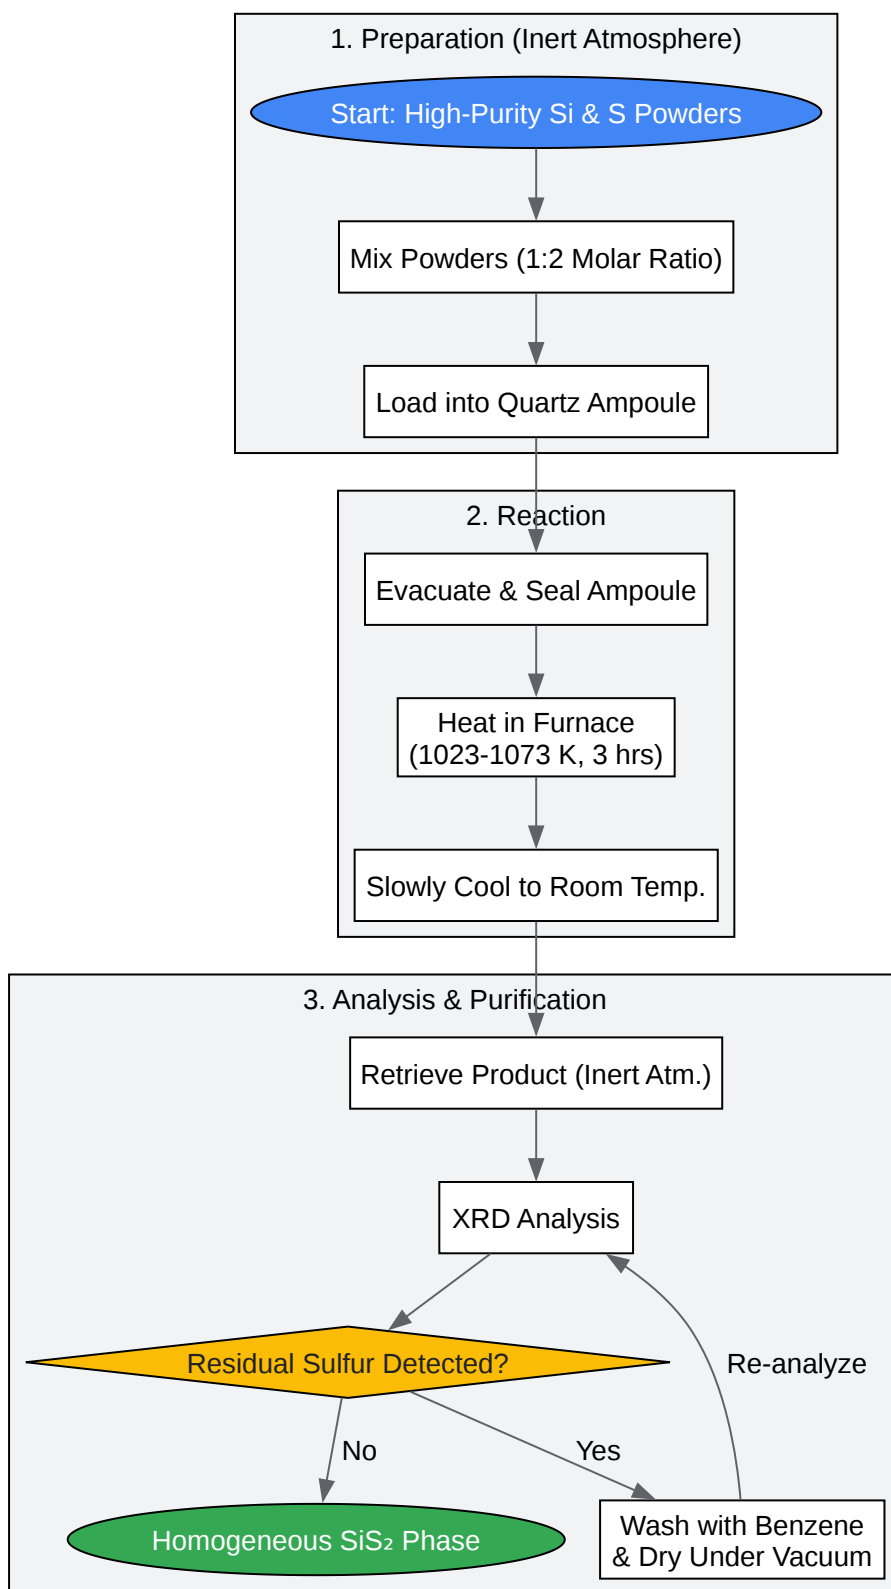 1. Preparation (Inert Atmosphere)
Start: High-Purity Si & S Powders
Mix Powders (1:2 Molar Ratio)
Load into Quartz Ampoule
2. Reaction
Evacuate & Seal Ampoule
Heat in Furnace
(1023-1073 K, 3 hrs)
Slowly Cool to Room Temp.
3. Analysis & Purification
Retrieve Product (Inert Atm.)
XRD Analysis
Residual Sulfur Detected?
Re-analyze
No
Yes
Homogeneous SiS₂ Phase
Wash with Benzene
& Dry Under Vacuum